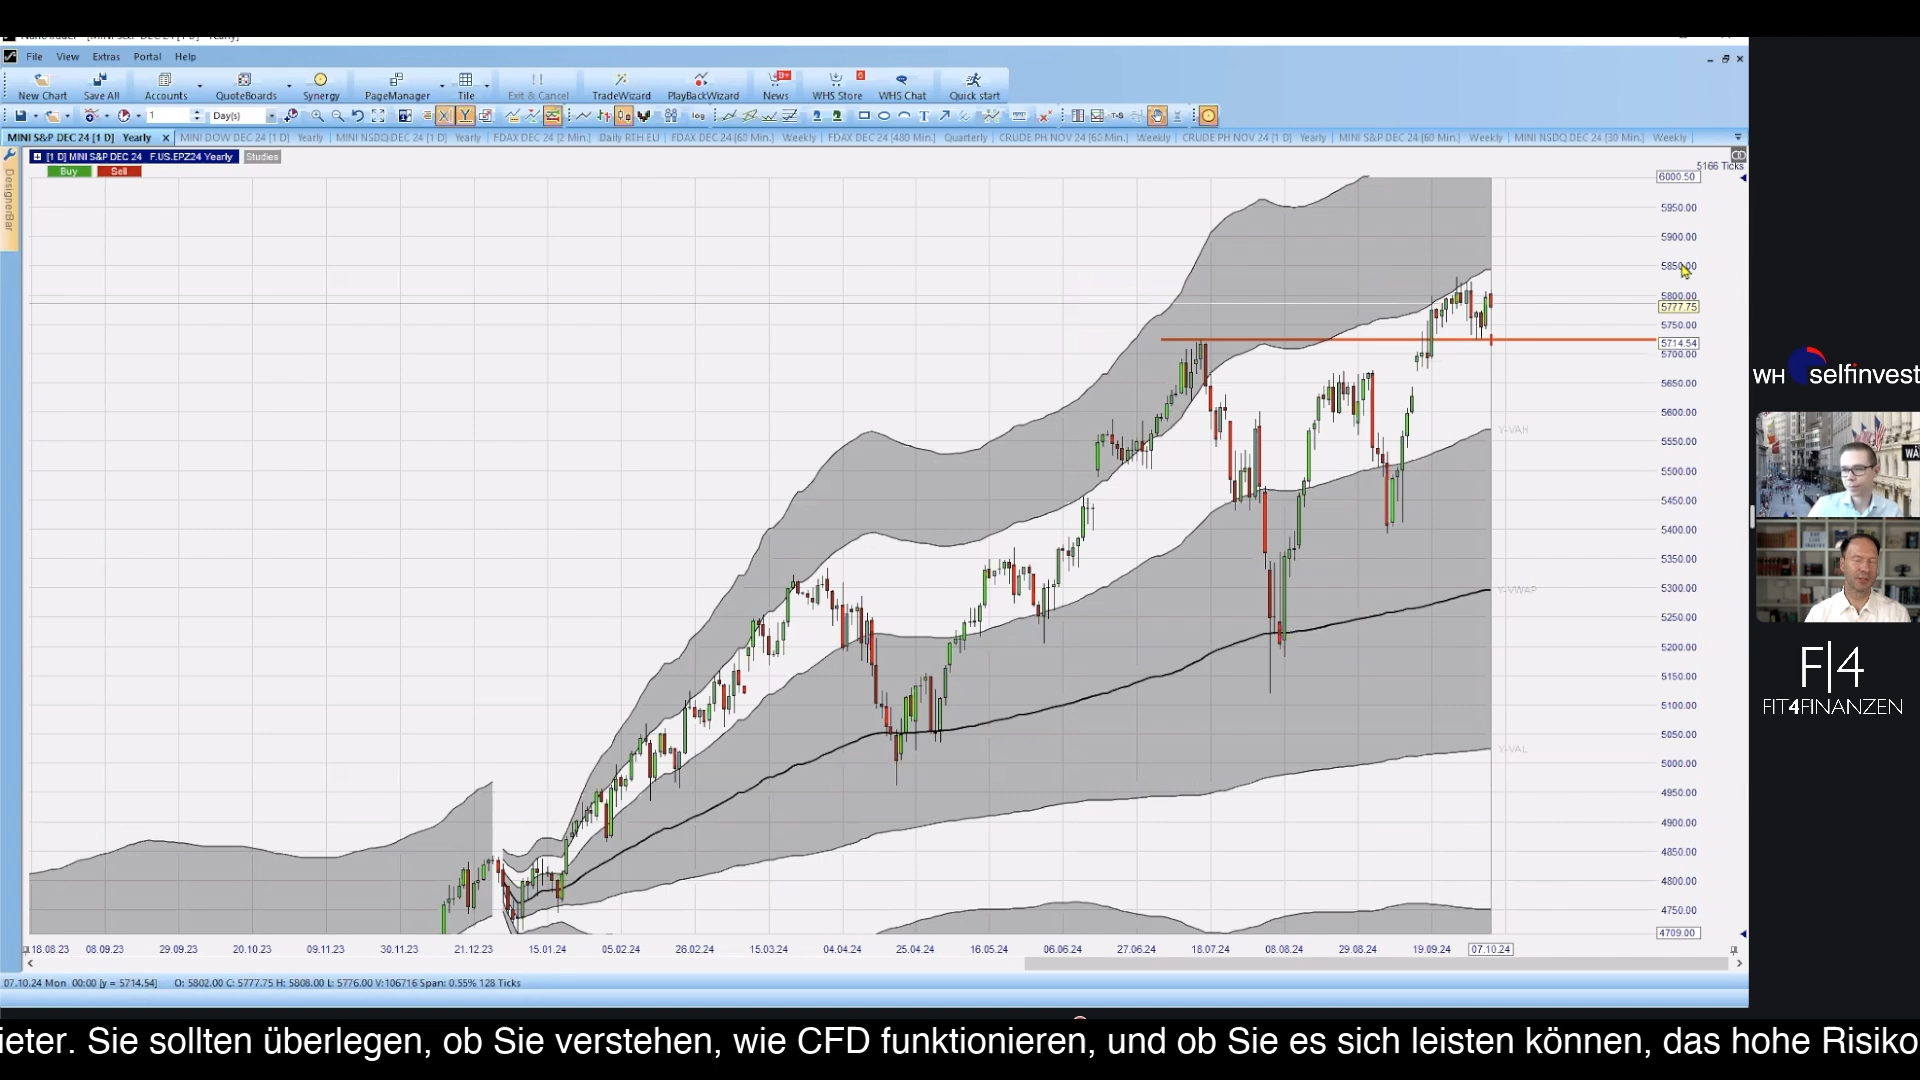 File View Extras Portal Help
New Chart Save All Accounts QuoteBoards Synergy PageManager Tile Exit & Cancel TradeWizard PlayBackWizard News WHS Store WHS Chat Quick start
9+ 6
1 Day(s) log
MINI S&P DEC 24 [1 D] Yearly MINI DOW DEC 24 [1 D] Yearly MINI NSDQ DEC 24 [1 D] Yearly FDAX DEC 24 [2 Min.] Daily RTH EU FDAX DEC 24 [60 Min.] Weekly FDAX DEC 24 [480 Min.] Quarterly CRUDE PH NOV 24 [60 Min.] Weekly CRUDE PH NOV 24 [1 D] Yearly MINI S&P DEC 24 [60 Min.] Weekly MINI NSDQ DEC 24 [30 Min.] Weekly
[1 D] MINI S&P DEC 24 F.US.EPZ24 Yearly Studies
5166 Ticks
Buy Sell
DesignerBar
6000.50
5950.00
5900.00
5850.00
5800.00
5777.75
5750.00
5714.54
5700.00
5650.00
5600.00
5550.00
5500.00
5450.00
5400.00
5350.00
5300.00
5250.00
5200.00
5150.00
5100.00
5050.00
5000.00
4950.00
4900.00
4850.00
4800.00
4750.00
4709.00
Y-VAH
Y-VWAP
Y-VAL
18.08.23 08.09.23 29.09.23 20.10.23 09.11.23 30.11.23 21.12.23 15.01.24 05.02.24 26.02.24 15.03.24 04.04.24 25.04.24 16.05.24 06.06.24 27.06.24 18.07.24 08.08.24 29.08.24 19.09.24 07.10.24
07.10.24 Mon 00:00 [y = 5714.54] O: 5802.00 C: 5777.75 H: 5808.00 L: 5776.00 V:106716 Span: 0.55% 128 Ticks
WH selfinvest
F|4
FIT4FINANZEN
ieter. Sie sollten überlegen, ob Sie verstehen, wie CFD funktionieren, und ob Sie es sich leisten können, das hohe Risiko